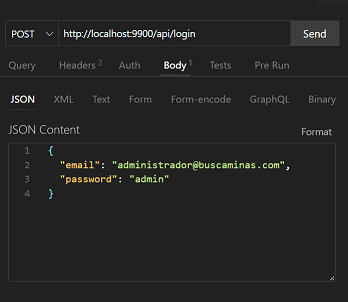 POST http://localhost:9900/api/login Send
Query Headers 2 Auth Body 1 Tests Pre Run
JSON XML Text Form Form-encode GraphQL Binary
JSON Content Format
1 {
2 "email": "administrador@buscaminas.com",
3 "password": "admin"
4 }